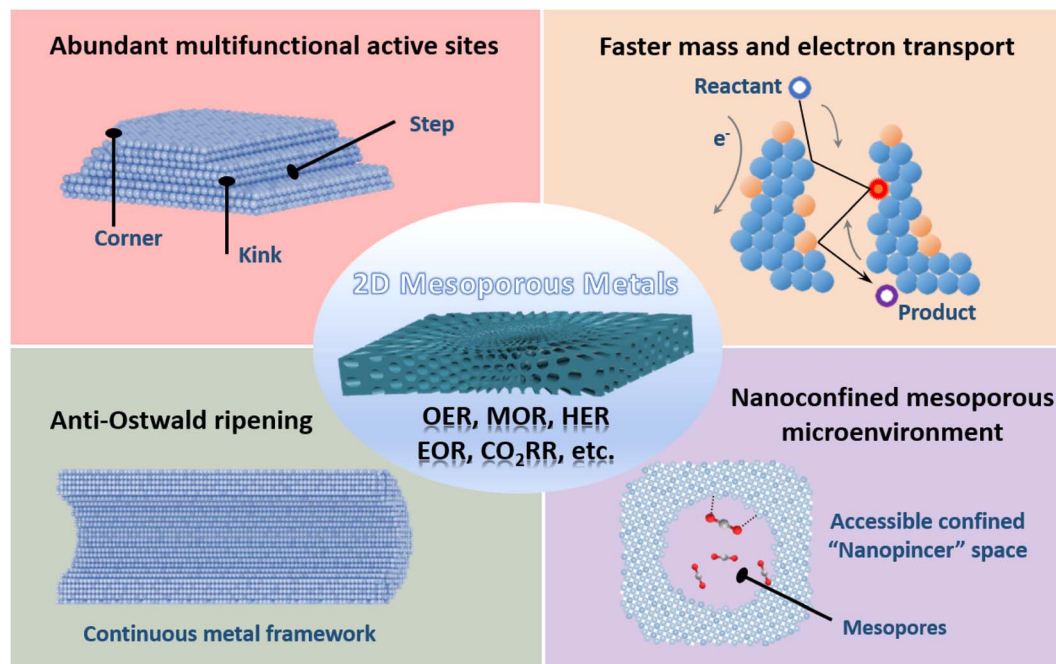 Abundant multifunctional active sites
Corner
Kink
Step
Faster mass and electron transport
Reactant
e⁻
Product
2D Mesoporous Metals
OER, MOR, HER
EOR, CO₂RR, etc.
Anti-Ostwald ripening
Continuous metal framework
Nanoconfined mesoporous
microenvironment
Accessible confined
“Nanopincer” space
Mesopores